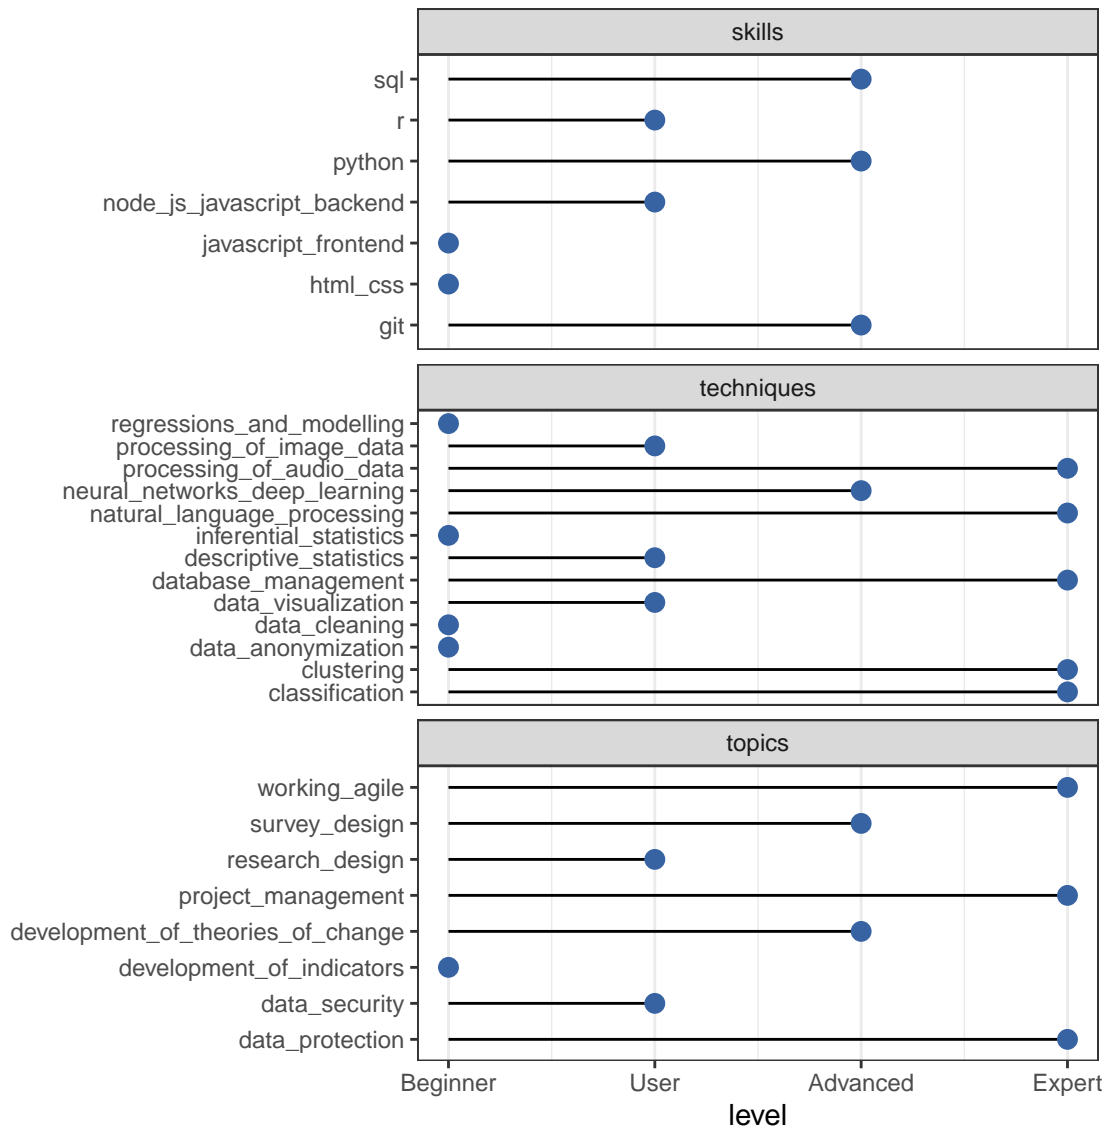 skills
sql
r
python
node_js_javascript_backend
javascript_frontend
html_css
git
techniques
regressions_and_modelling
processing_of_image_data
processing_of_audio_data
neural_networks_deep_learning
natural_language_processing
inferential_statistics
descriptive_statistics
database_management
data_visualization
data_cleaning
data_anonymization
clustering
classification
topics
working_agile
survey_design
research_design
project_management
development_of_theories_of_change
development_of_indicators
data_security
data_protection
Beginner User Advanced Expert
level